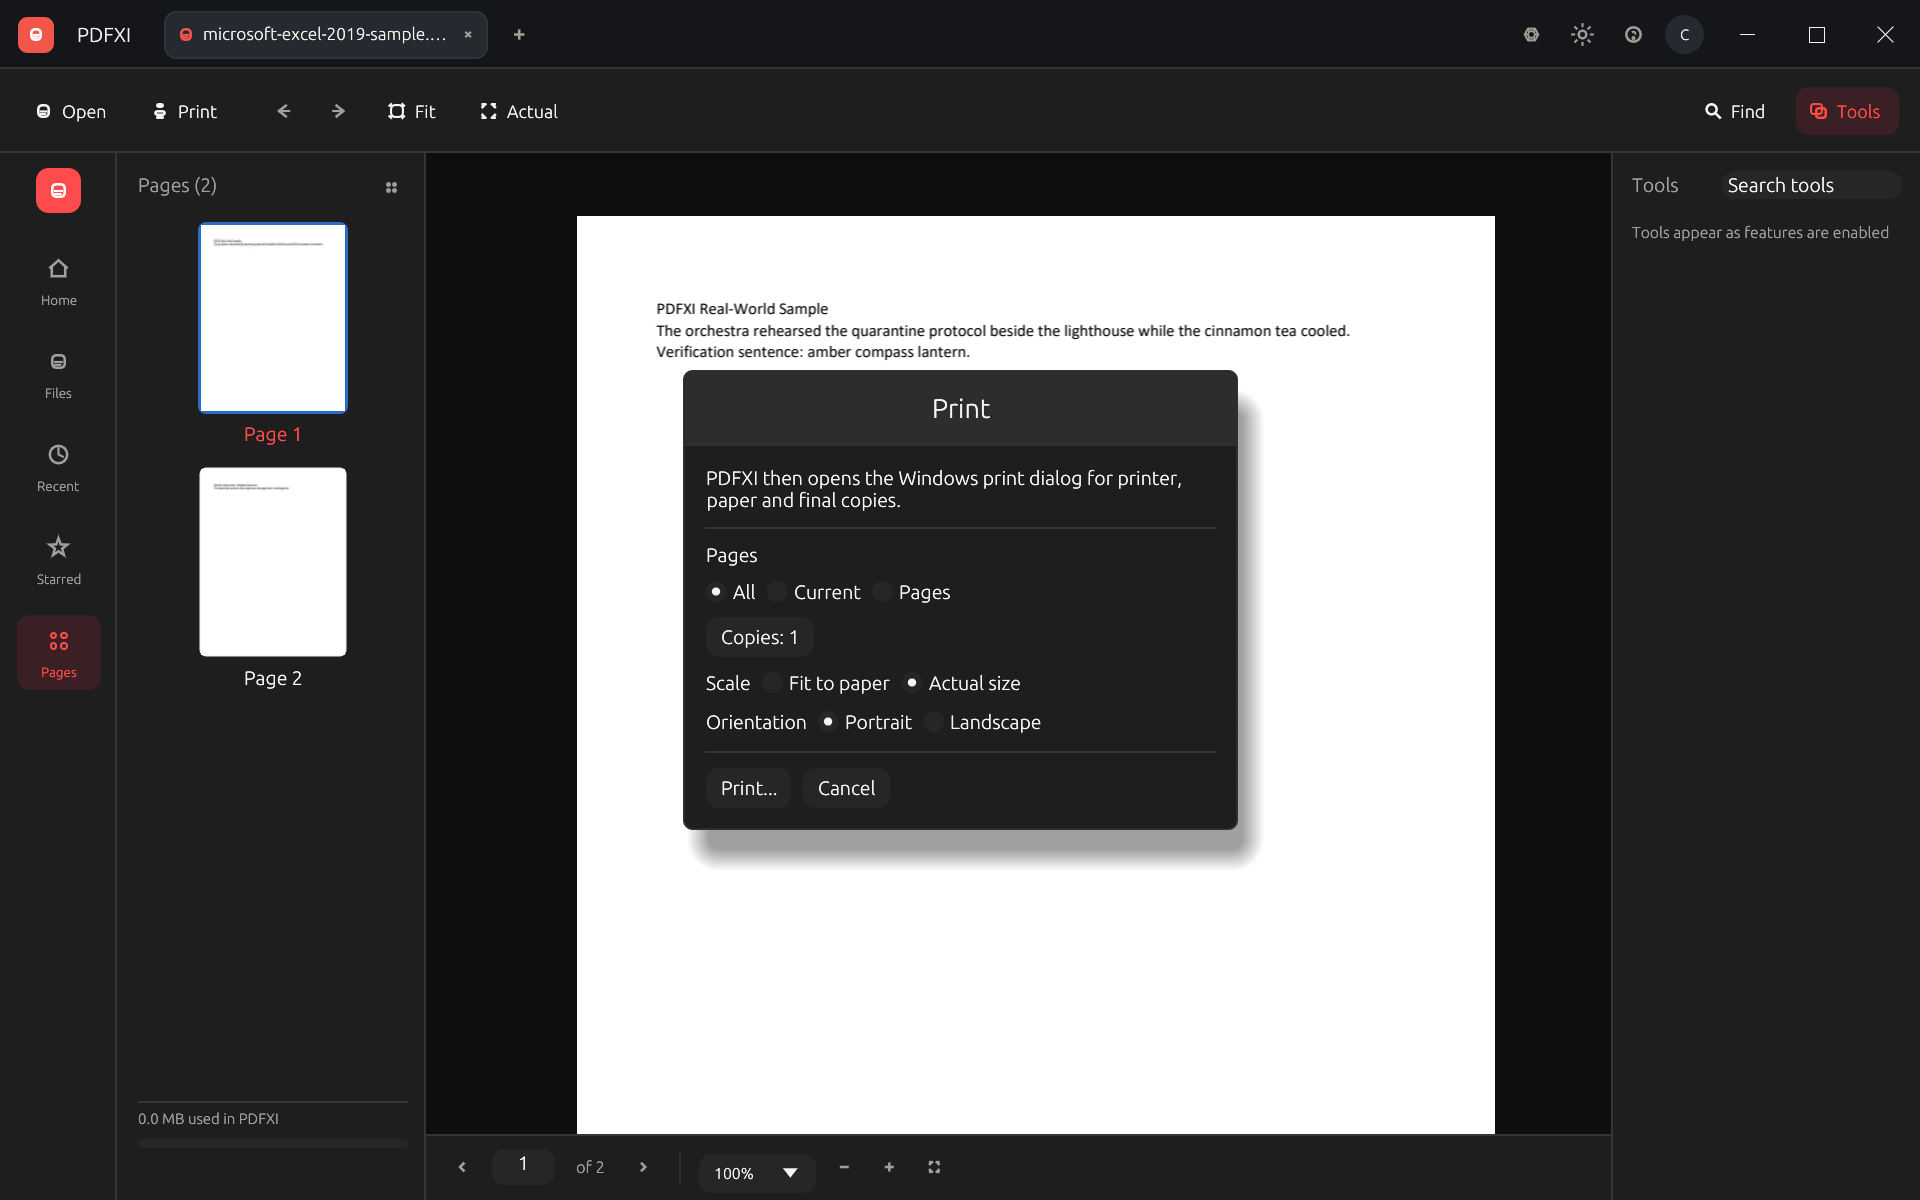 PDFXI
microsoft-excel-2019-sample....
C
Open
Print
Fit
Actual
Find
Tools
Home
Files
Recent
Starred
Pages
Pages (2)
Page 1
Page 2
0.0 MB used in PDFXI
PDFXI Real-World Sample
The orchestra rehearsed the quarantine protocol beside the lighthouse while the cinnamon tea cooled.
Verification sentence: amber compass lantern.
Print
PDFXI then opens the Windows print dialog for printer,
paper and final copies.
Pages
All Current Pages
Copies: 1
Scale Fit to paper Actual size
Orientation Portrait Landscape
Print... Cancel
1 of 2
100%
Tools
Search tools
Tools appear as features are enabled